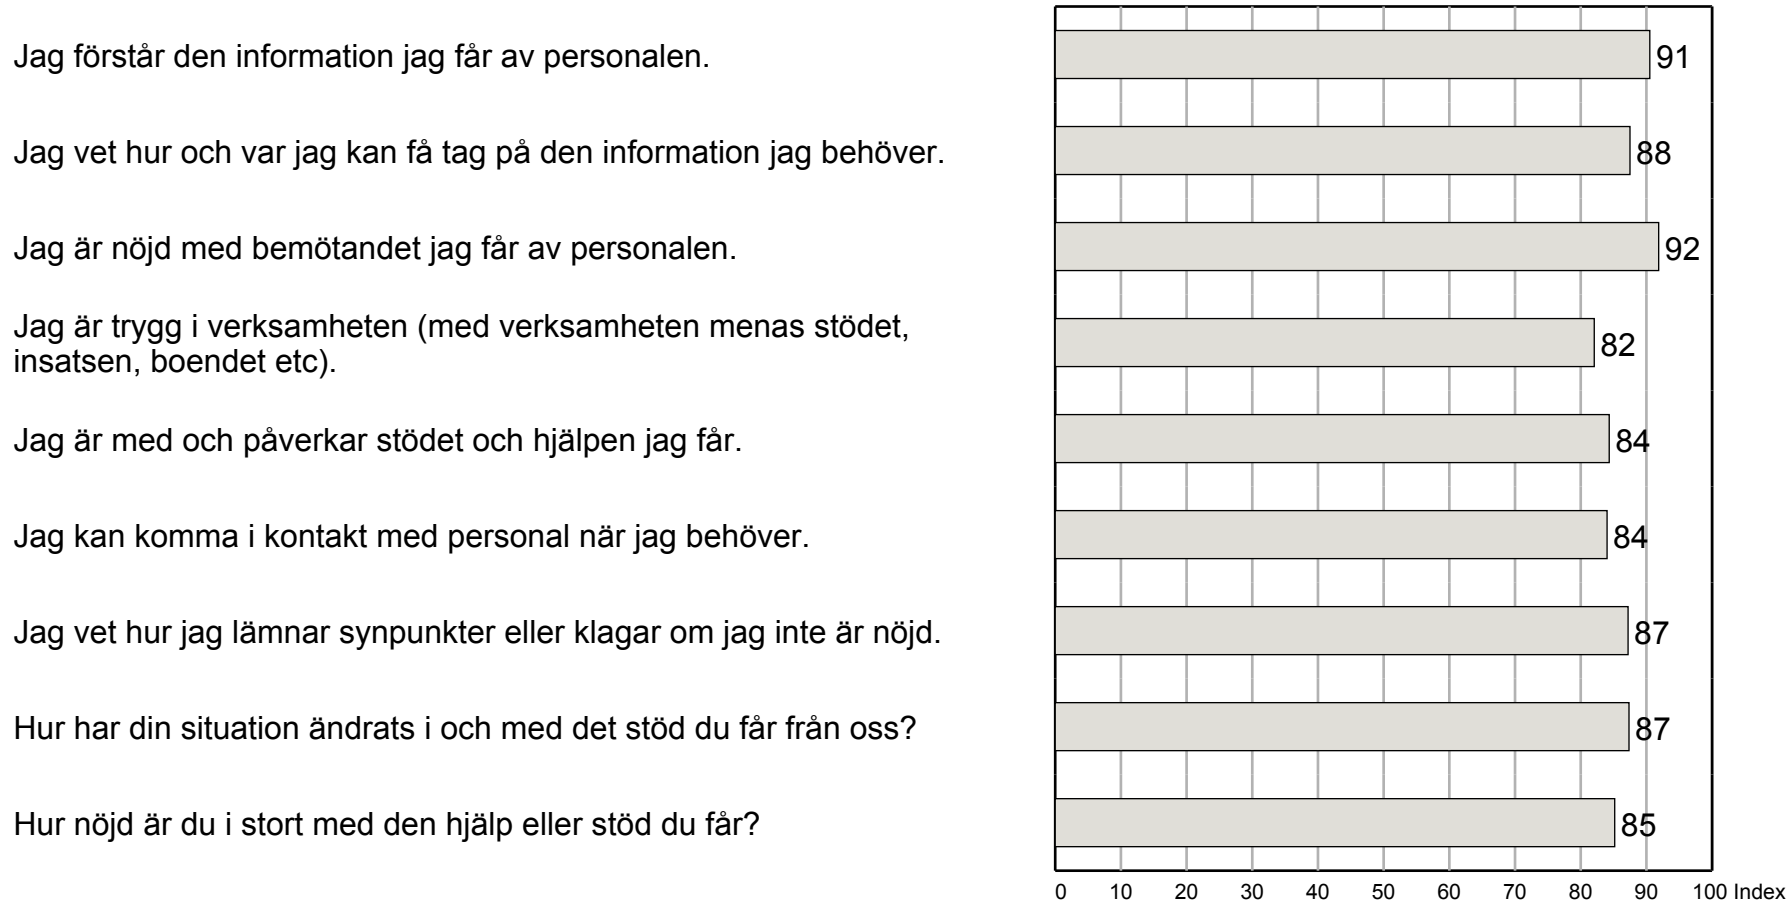 Jag förstår den information jag får av personalen.
91
Jag vet hur och var jag kan få tag på den information jag behöver.
88
Jag är nöjd med bemötandet jag får av personalen.
92
Jag är trygg i verksamheten (med verksamheten menas stödet,
insatsen, boendet etc).
82
Jag är med och påverkar stödet och hjälpen jag får.
84
Jag kan komma i kontakt med personal när jag behöver.
84
Jag vet hur jag lämnar synpunkter eller klagar om jag inte är nöjd.
87
Hur har din situation ändrats i och med det stöd du får från oss?
87
Hur nöjd är du i stort med den hjälp eller stöd du får?
85
0 10 20 30 40 50 60 70 80 90 100 Index